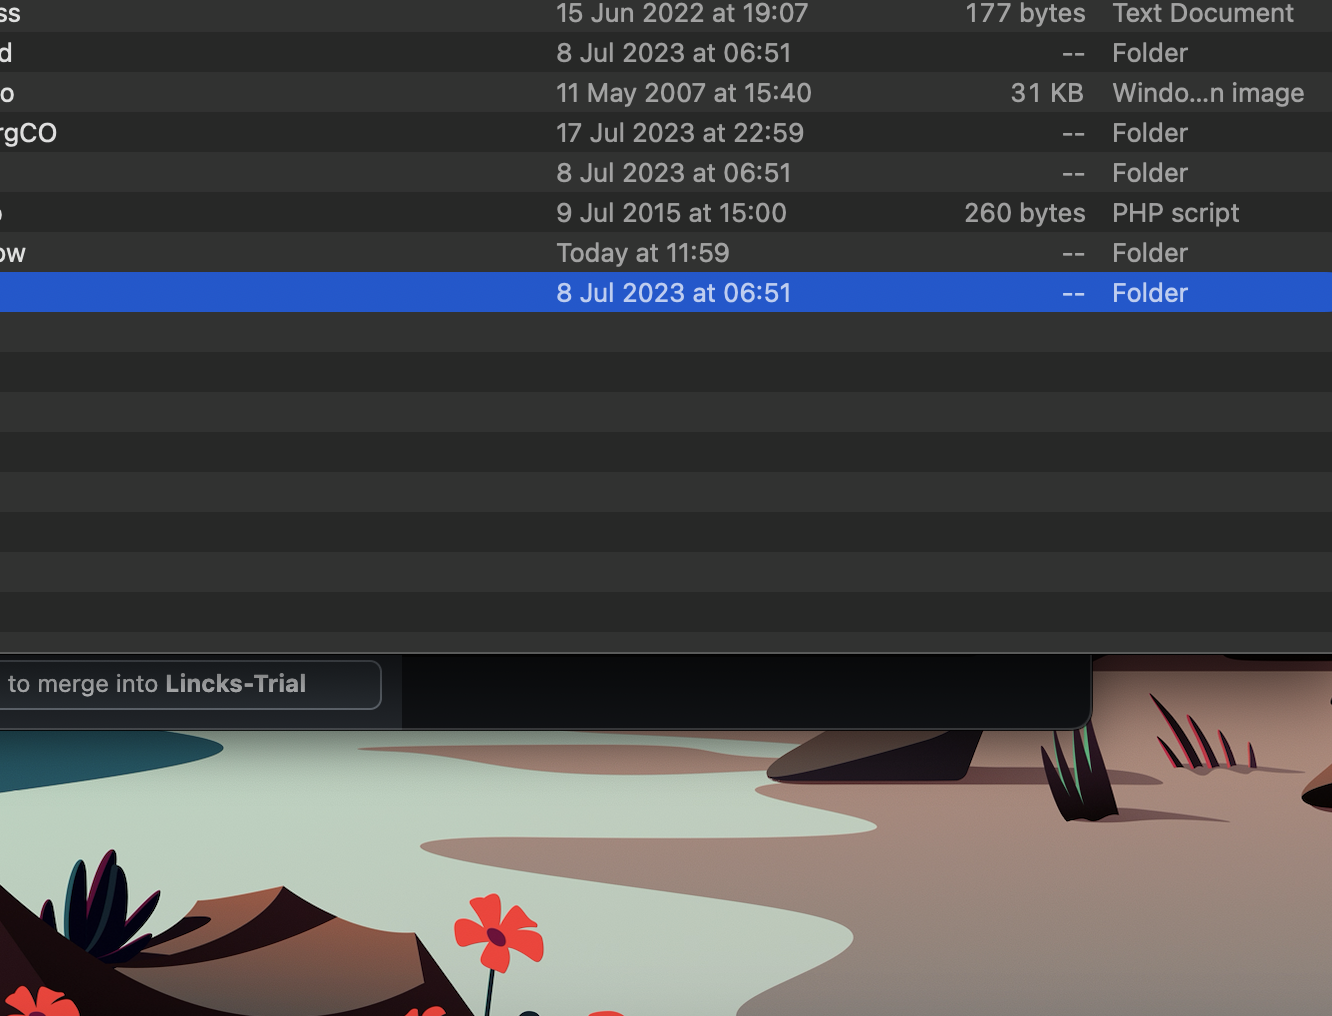 ss 15 Jun 2022 at 19:07 177 bytes Text Document
d 8 Jul 2023 at 06:51 -- Folder
o 11 May 2007 at 15:40 31 KB Windo...n image
rgCO 17 Jul 2023 at 22:59 -- Folder
8 Jul 2023 at 06:51 -- Folder
9 Jul 2015 at 15:00 260 bytes PHP script
ow Today at 11:59 -- Folder
8 Jul 2023 at 06:51 -- Folder
to merge into Lincks-Trial